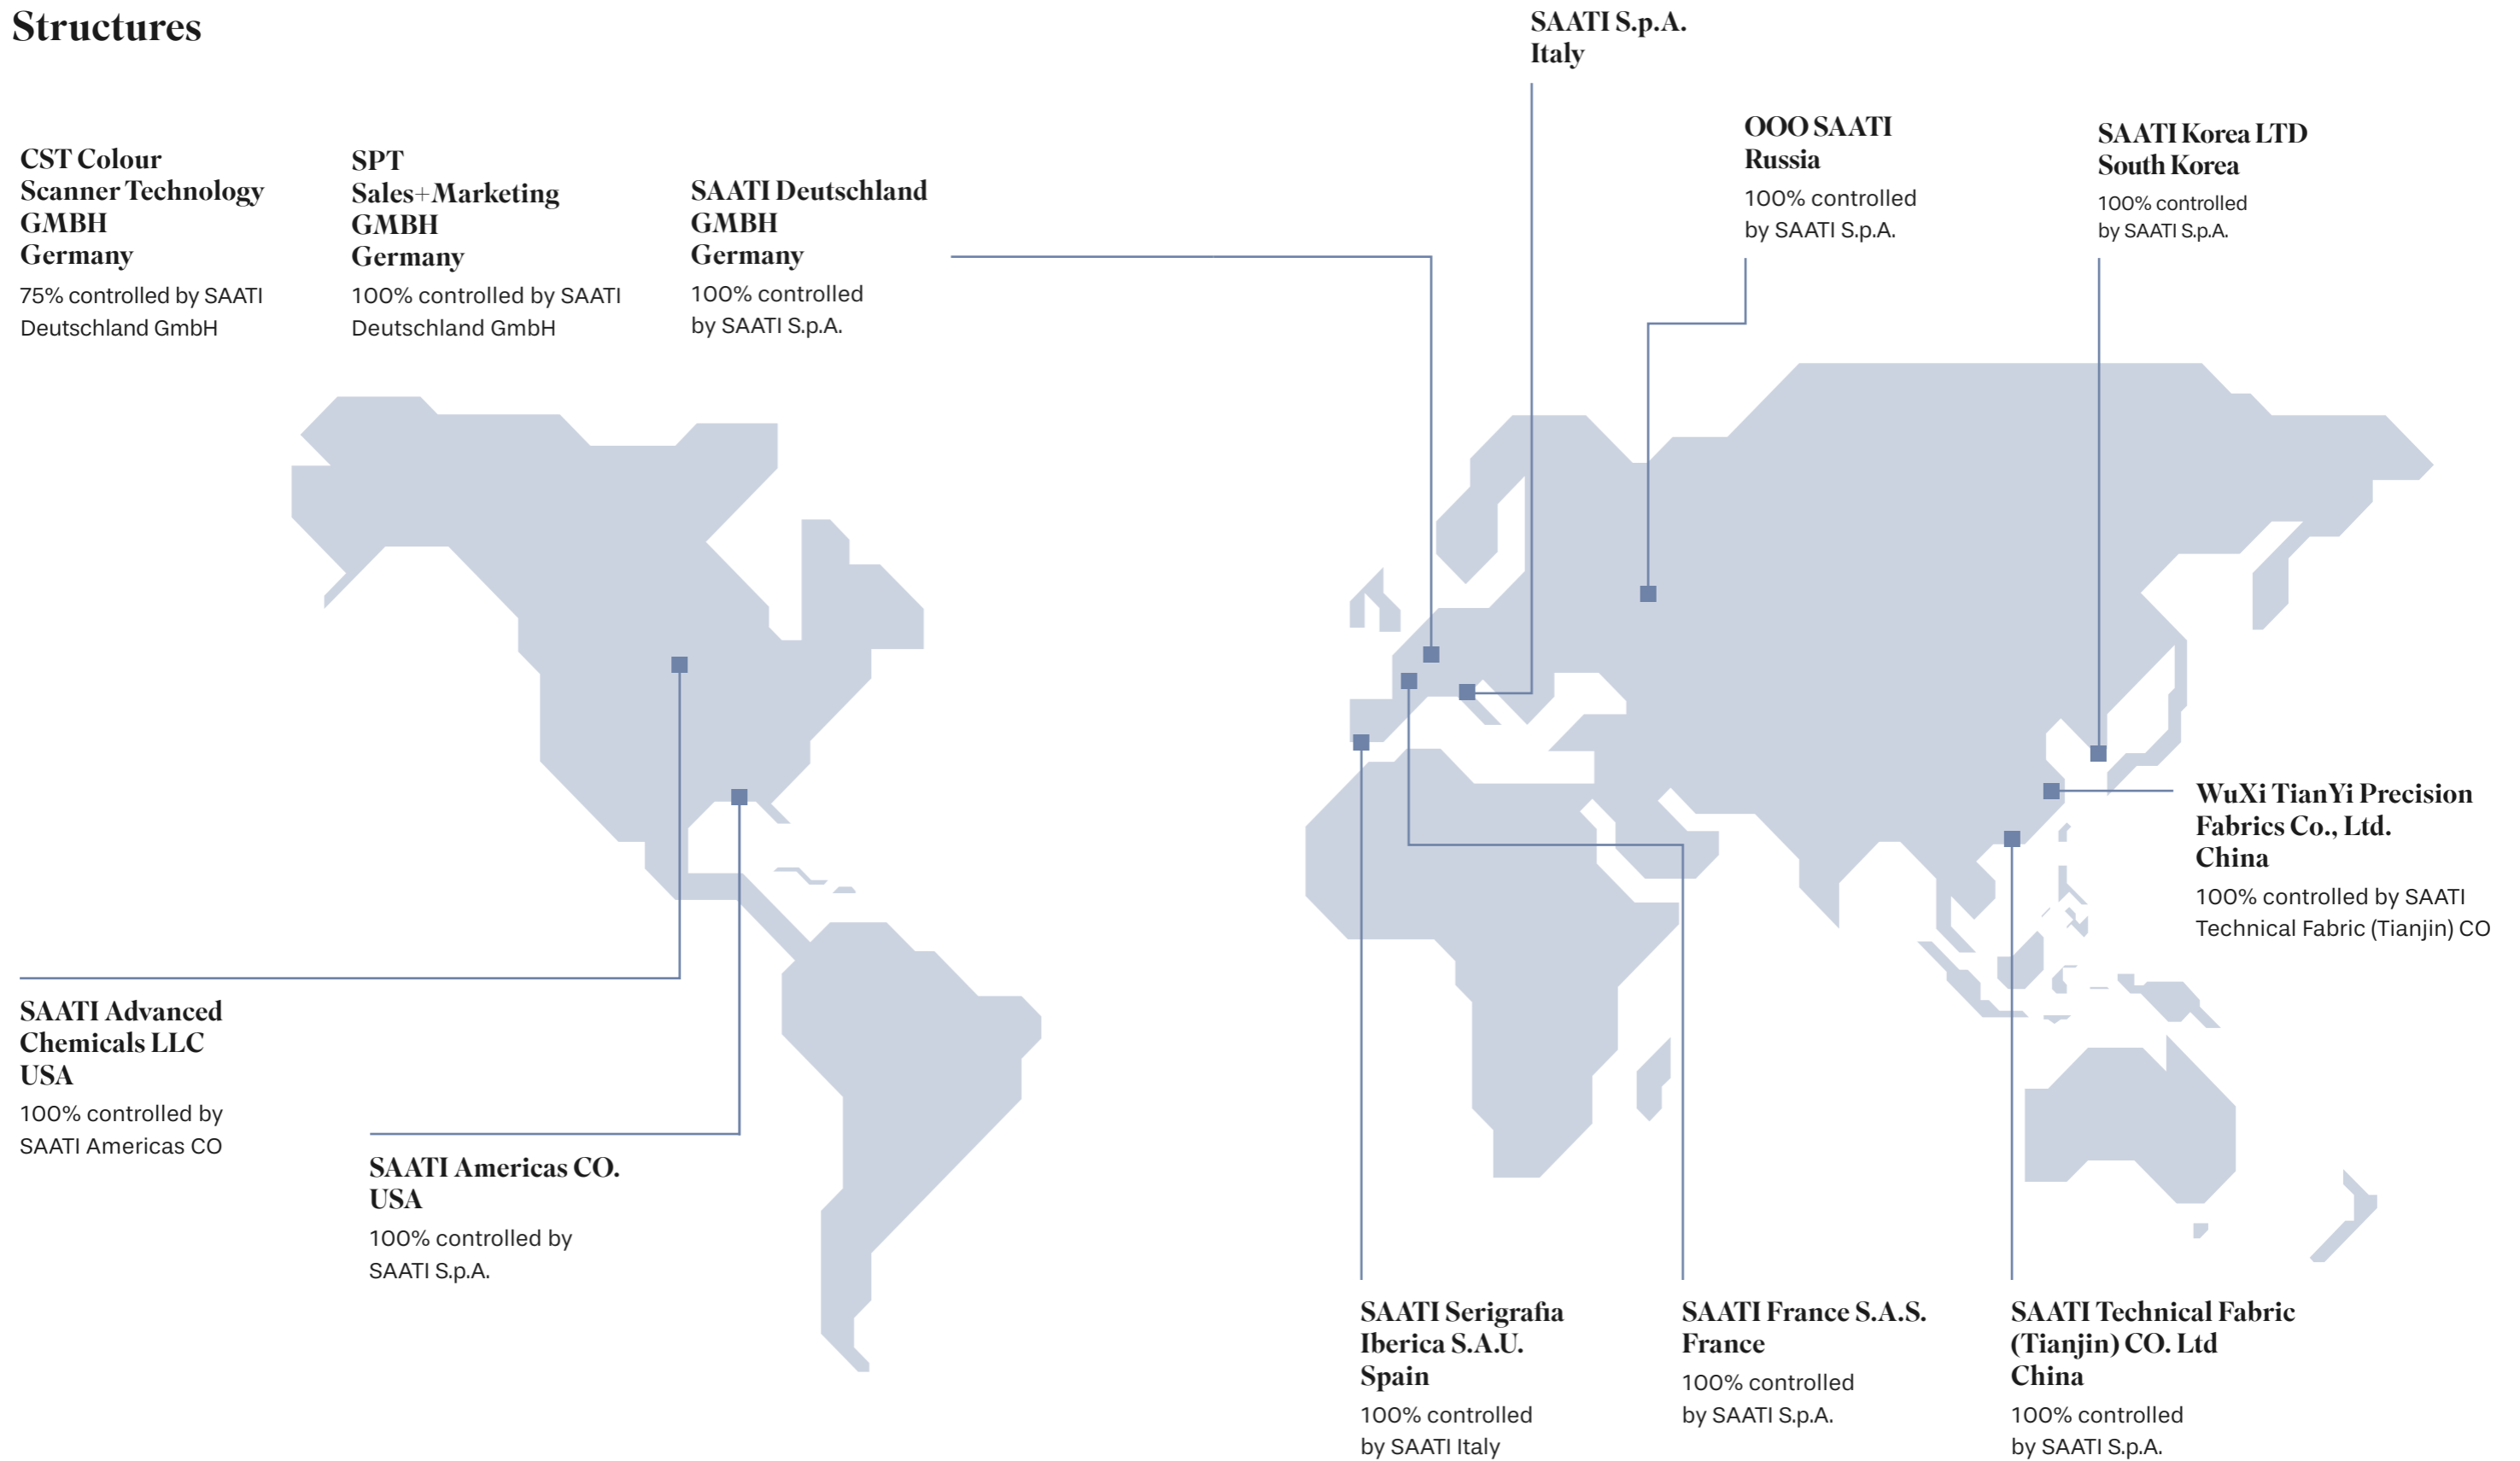 Structures
SAATI S.p.A.
Italy
CST Colour
Scanner Technology
GMBH
Germany
75% controlled by SAATI
Deutschland GmbH
SPT
Sales+Marketing
GMBH
Germany
100% controlled by SAATI
Deutschland GmbH
SAATI Deutschland
GMBH
Germany
100% controlled
by SAATI S.p.A.
OOO SAATI
Russia
100% controlled
by SAATI S.p.A.
SAATI Korea LTD
South Korea
100% controlled
by SAATI S.p.A.
WuXi TianYi Precision
Fabrics Co., Ltd.
China
100% controlled by SAATI
Technical Fabric (Tianjin) CO
SAATI Advanced
Chemicals LLC
USA
100% controlled by
SAATI Americas CO
SAATI Americas CO.
USA
100% controlled by
SAATI S.p.A.
SAATI Serigrafia
Iberica S.A.U.
Spain
100% controlled
by SAATI Italy
SAATI France S.A.S.
France
100% controlled
by SAATI S.p.A.
SAATI Technical Fabric
(Tianjin) CO. Ltd
China
100% controlled
by SAATI S.p.A.